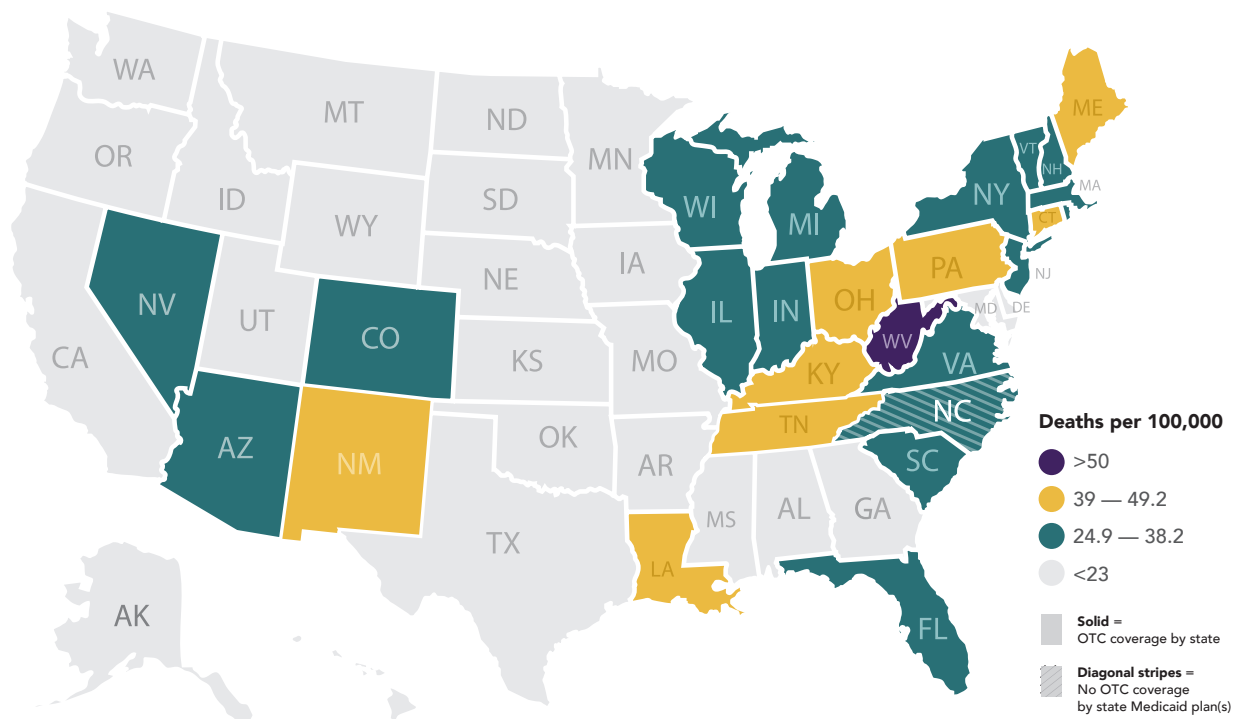 WA
MT
ND
MN
OR
ID
SD
WY
WI
MI
NY
VT
NH
ME
MA
CT
IA
NE
PA
NJ
NV
UT
CO
IL
IN
OH
MD
DE
WV
VA
CA
KS
MO
KY
NC
TN
AZ
NM
OK
AR
SC
MS
AL
GA
TX
LA
AK
FL
Deaths per 100,000
>50
39 — 49.2
24.9 — 38.2
<23
Solid =
OTC coverage by state
Diagonal stripes =
No OTC coverage
by state Medicaid plan(s)